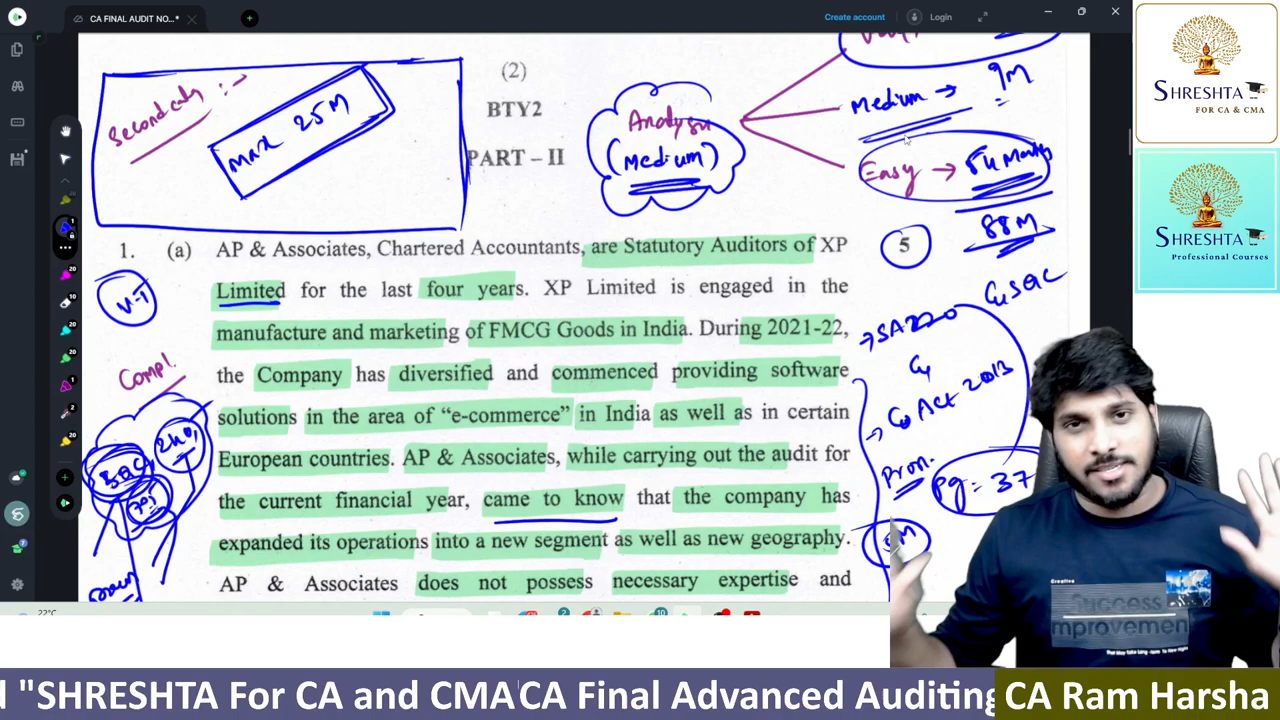 CA FINAL AUDIT NO...*
Create account
Login
SHRESHTA
FOR CA & CMA
SHRESHTA
Professional Courses
(2)
BTY2
PART – II
Secondly :-
max 25M
Analysis
(Medium)
Medium → 9M
Easy →
88M
1. (a) AP & Associates, Chartered Accountants, are Statutory Auditors of XP 5
Limited for the last four years. XP Limited is engaged in the
manufacture and marketing of FMCG Goods in India. During 2021-22,
the Company has diversified and commenced providing software
solutions in the area of “e-commerce” in India as well as in certain
European countries. AP & Associates, while carrying out the audit for
the current financial year, came to know that the company has
expanded its operations into a new segment as well as new geography.
AP & Associates does not possess necessary expertise and
Compl.
→ SA 220
→ Co Act 2013
Pg = 37
5M
22°C
Creative
Success
Improvement
"SHRESHTA For CA and CMA'CA Final Advanced Auditing
CA Ram Harsha